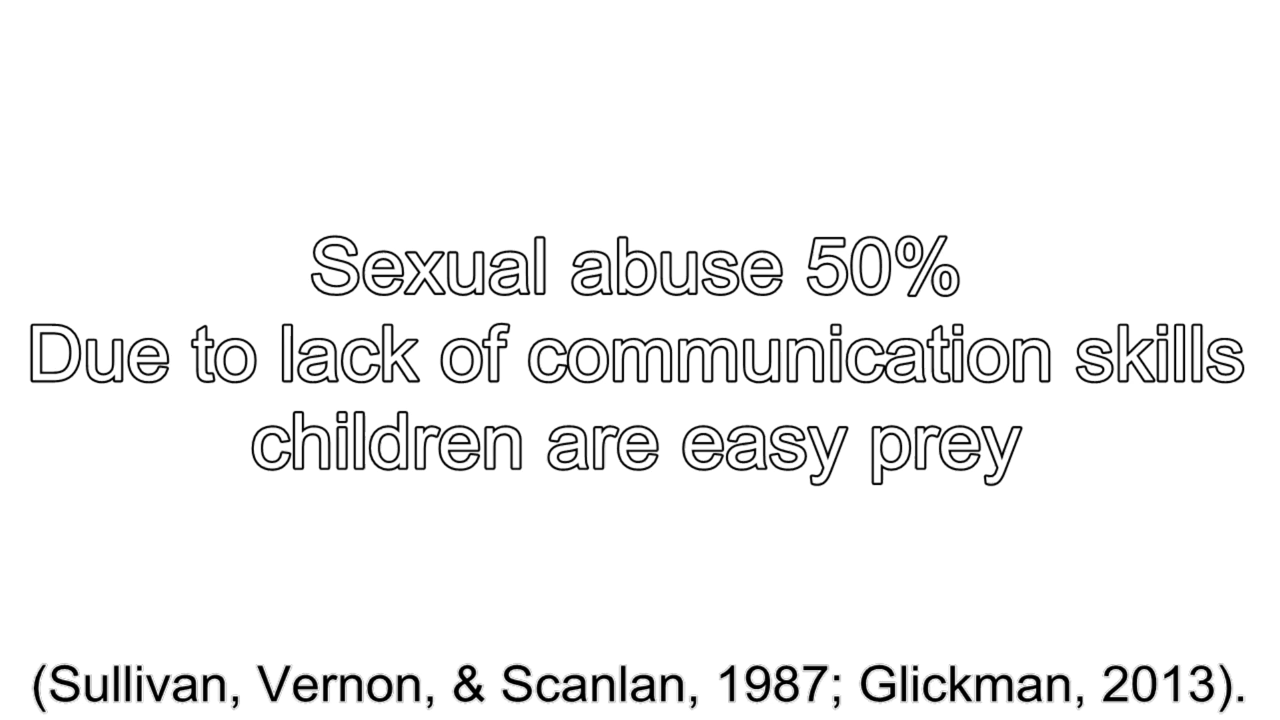 Sexual abuse 50%
Due to lack of communication skills
children are easy prey
(Sullivan, Vernon, & Scanlan, 1987; Glickman, 2013).